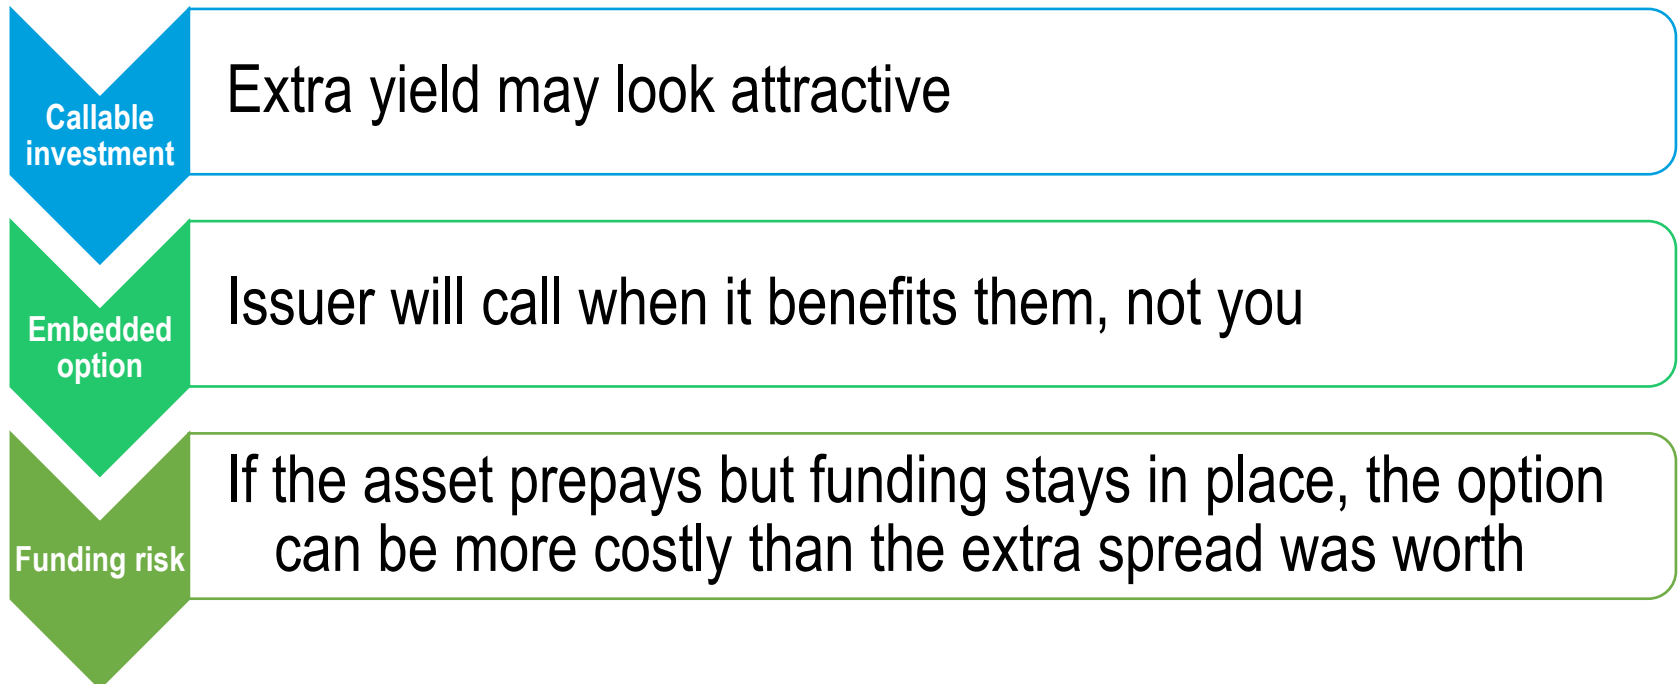 Callable
investment
Extra yield may look attractive
Embedded
option
Issuer will call when it benefits them, not you
Funding risk
If the asset prepays but funding stays in place, the option
can be more costly than the extra spread was worth